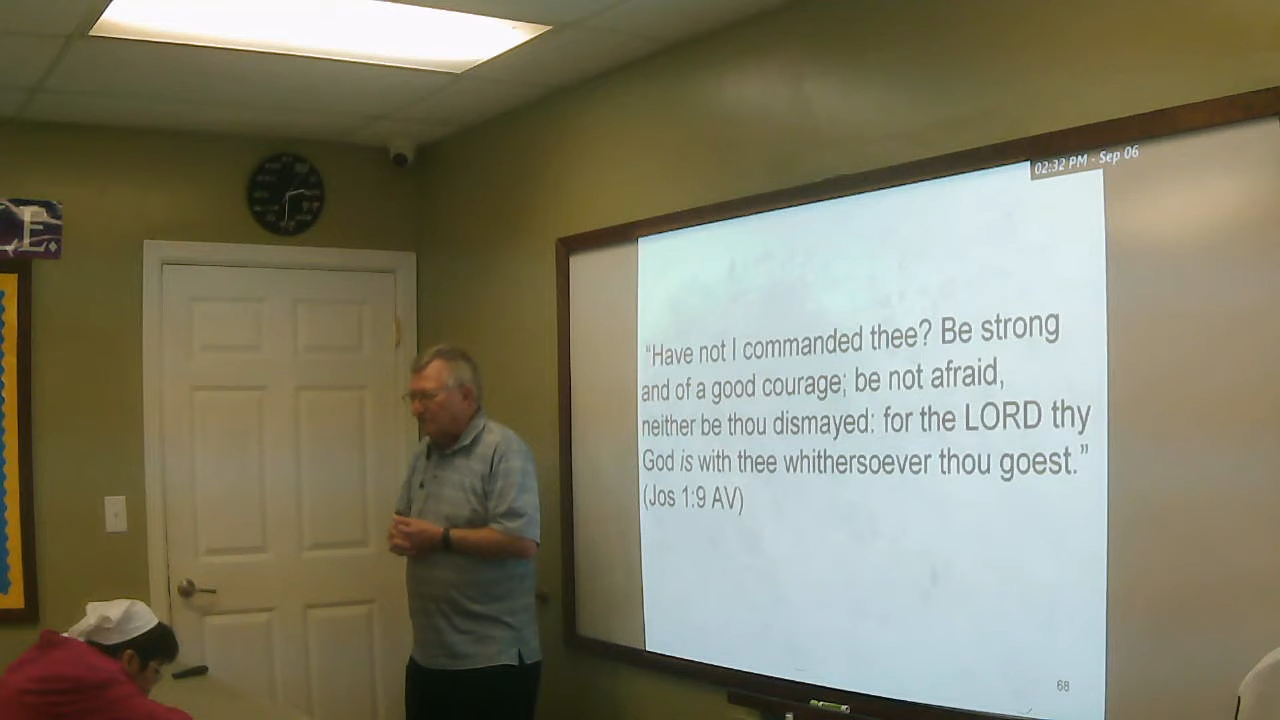 E.
02:32 PM - Sep 06
“Have not I commanded thee? Be strong
and of a good courage; be not afraid,
neither be thou dismayed: for the LORD thy
God is with thee whithersoever thou goest.”
(Jos 1:9 AV)
68